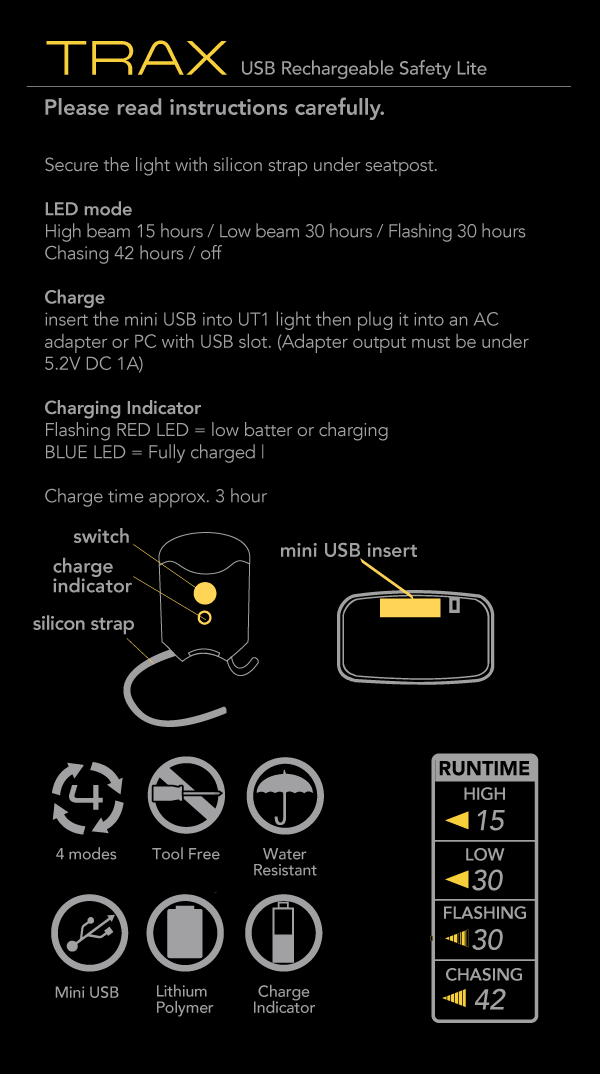 TRAX USB Rechargeable Safety Lite
Please read instructions carefully.
Secure the light with silicon strap under seatpost.
LED mode
High beam 15 hours / Low beam 30 hours / Flashing 30 hours
Chasing 42 hours / off
Charge
insert the mini USB into UT1 light then plug it into an AC
adapter or PC with USB slot. (Adapter output must be under
5.2V DC 1A)
Charging Indicator
Flashing RED LED = low batter or charging
BLUE LED = Fully charged |
Charge time approx. 3 hour
switch
charge
indicator
silicon strap
mini USB insert
4
4 modes
Tool Free
Water
Resistant
Mini USB
Lithium
Polymer
Charge
Indicator
RUNTIME
HIGH
15
LOW
30
FLASHING
30
CHASING
42